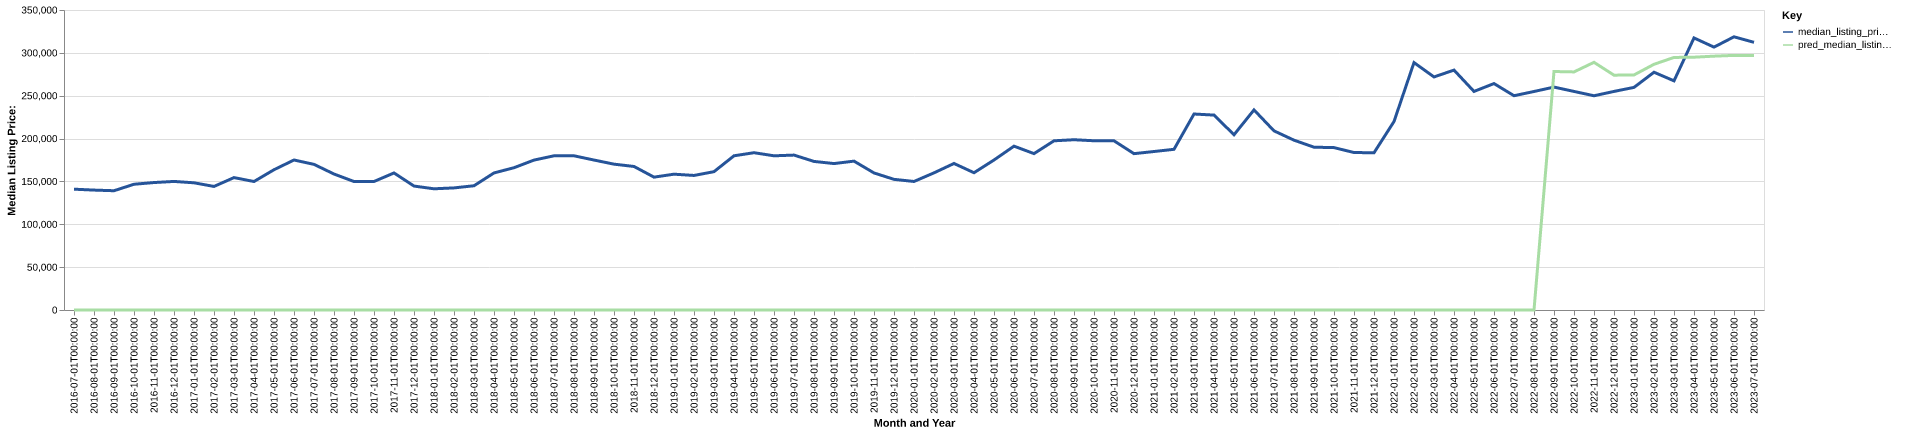 350,000
300,000
250,000
200,000
150,000
100,000
50,000
0
Median Listing Price:
2016-07-01T00:00:00
2016-08-01T00:00:00
2016-09-01T00:00:00
2016-10-01T00:00:00
2016-11-01T00:00:00
2016-12-01T00:00:00
2017-01-01T00:00:00
2017-02-01T00:00:00
2017-03-01T00:00:00
2017-04-01T00:00:00
2017-05-01T00:00:00
2017-06-01T00:00:00
2017-07-01T00:00:00
2017-08-01T00:00:00
2017-09-01T00:00:00
2017-10-01T00:00:00
2017-11-01T00:00:00
2017-12-01T00:00:00
2018-01-01T00:00:00
2018-02-01T00:00:00
2018-03-01T00:00:00
2018-04-01T00:00:00
2018-05-01T00:00:00
2018-06-01T00:00:00
2018-07-01T00:00:00
2018-08-01T00:00:00
2018-09-01T00:00:00
2018-10-01T00:00:00
2018-11-01T00:00:00
2018-12-01T00:00:00
2019-01-01T00:00:00
2019-02-01T00:00:00
2019-03-01T00:00:00
2019-04-01T00:00:00
2019-05-01T00:00:00
2019-06-01T00:00:00
2019-07-01T00:00:00
2019-08-01T00:00:00
2019-09-01T00:00:00
2019-10-01T00:00:00
2019-11-01T00:00:00
2019-12-01T00:00:00
2020-01-01T00:00:00
2020-02-01T00:00:00
2020-03-01T00:00:00
2020-04-01T00:00:00
2020-05-01T00:00:00
2020-06-01T00:00:00
2020-07-01T00:00:00
2020-08-01T00:00:00
2020-09-01T00:00:00
2020-10-01T00:00:00
2020-11-01T00:00:00
2020-12-01T00:00:00
2021-01-01T00:00:00
2021-02-01T00:00:00
2021-03-01T00:00:00
2021-04-01T00:00:00
2021-05-01T00:00:00
2021-06-01T00:00:00
2021-07-01T00:00:00
2021-08-01T00:00:00
2021-09-01T00:00:00
2021-10-01T00:00:00
2021-11-01T00:00:00
2021-12-01T00:00:00
2022-01-01T00:00:00
2022-02-01T00:00:00
2022-03-01T00:00:00
2022-04-01T00:00:00
2022-05-01T00:00:00
2022-06-01T00:00:00
2022-07-01T00:00:00
2022-08-01T00:00:00
2022-09-01T00:00:00
2022-10-01T00:00:00
2022-11-01T00:00:00
2022-12-01T00:00:00
2023-01-01T00:00:00
2023-02-01T00:00:00
2023-03-01T00:00:00
2023-04-01T00:00:00
2023-05-01T00:00:00
2023-06-01T00:00:00
2023-07-01T00:00:00
Month and Year
Key
median_listing_pri…
pred_median_listin…